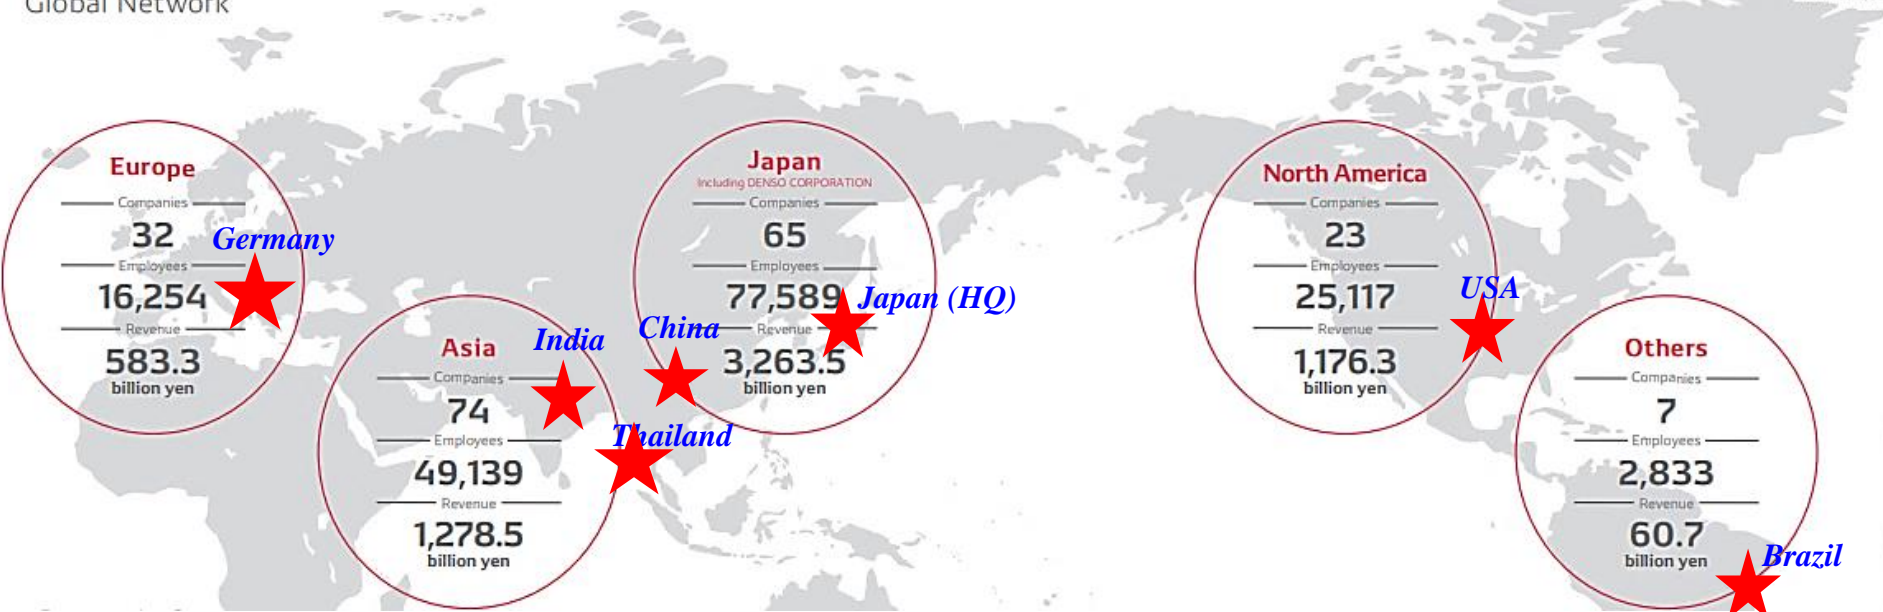 Global Network
Europe
Companies
32
Germany
Employees
16,254
Revenue
583.3
billion yen
Asia
Companies
74
Employees
49,139
Revenue
1,278.5
billion yen
India
China
Thailand
Japan
Including DENSO CORPORATION
Companies
65
Employees
77,589
Japan (HQ)
Revenue
3,263.5
billion yen
North America
Companies
23
Employees
25,117
USA
Revenue
1,176.3
billion yen
Others
Companies
7
Employees
2,833
Revenue
60.7
billion yen
Brazil